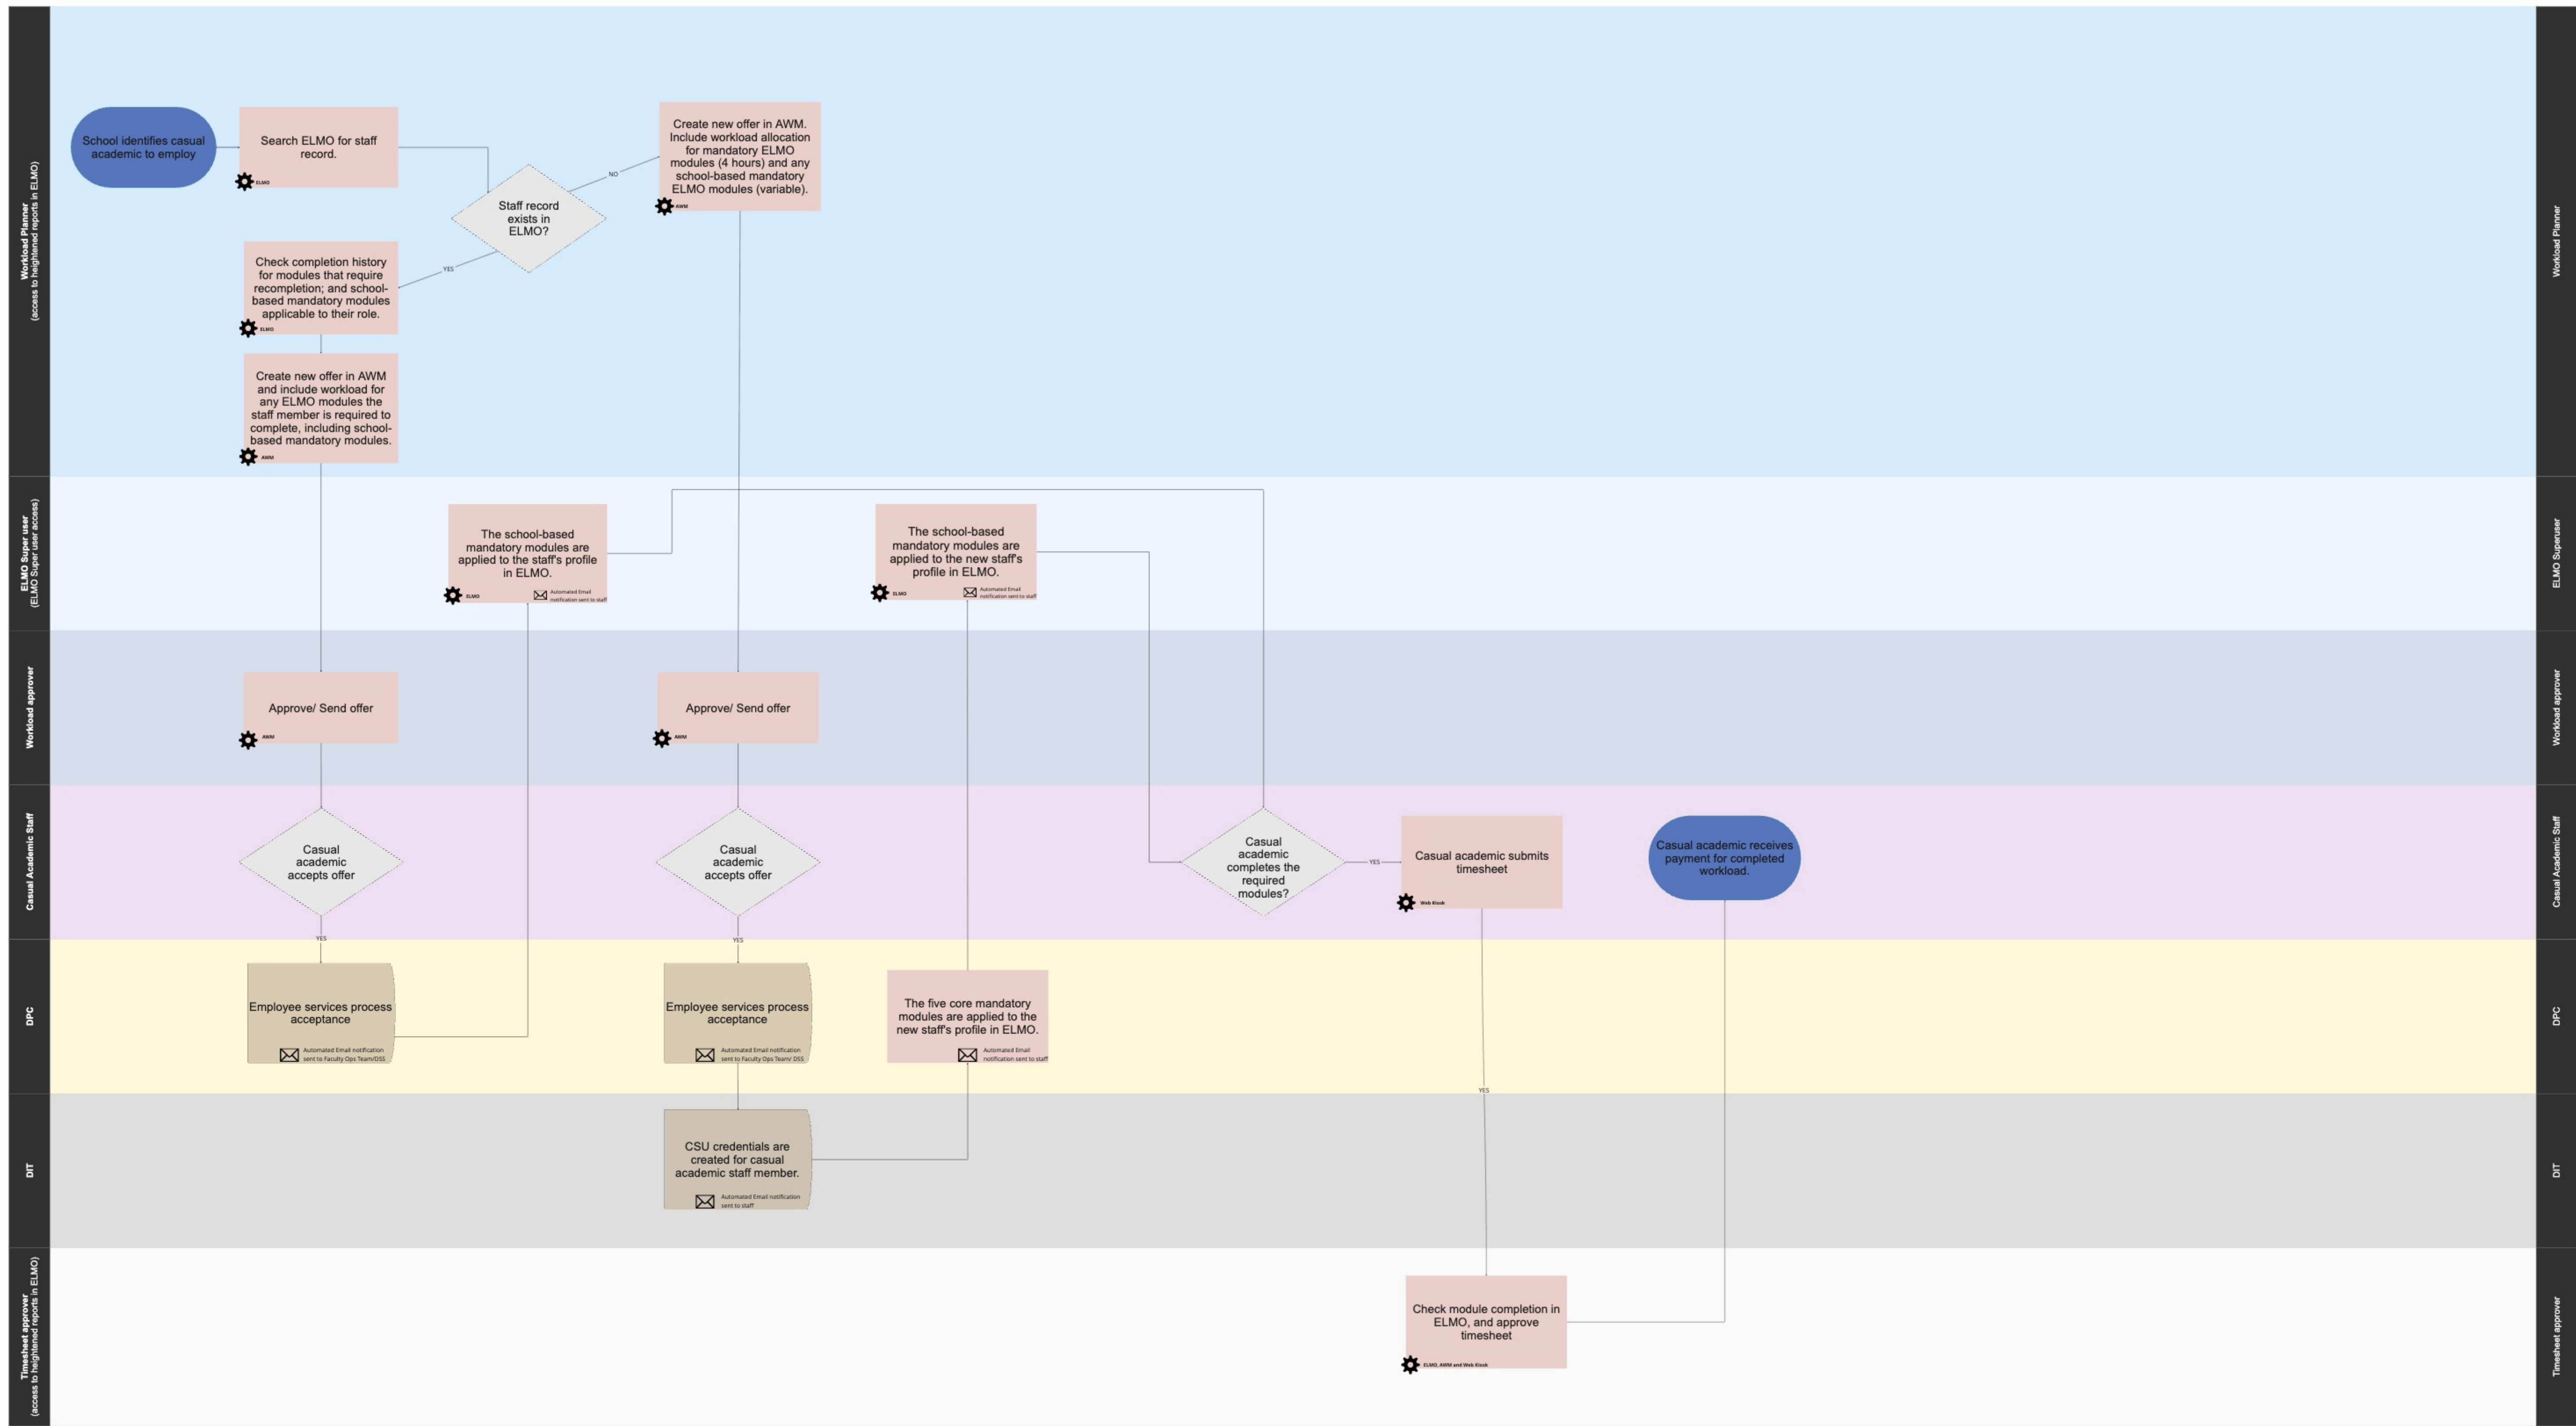 Workload Planner
(access to heightened reports in ELMO)
School identifies casual
academic to employ
Search ELMO for staff
record.
ELMO
Staff record
exists in
ELMO?
NO
YES
Create new offer in AWM.
Include workload allocation
for mandatory ELMO
modules (4 hours) and any
school-based mandatory
ELMO modules (variable).
AWM
Check completion history
for modules that require
recompletion; and school-
based mandatory modules
applicable to their role.
ELMO
Create new offer in AWM
and include workload for
any ELMO modules the
staff member is required to
complete, including school-
based mandatory modules.
AWM
Workload Planner
ELMO Super user
(ELMO Super user access)
The school-based
mandatory modules are
applied to the staff's profile
in ELMO.
ELMO
Automated Email
notification sent to staff
The school-based
mandatory modules are
applied to the new staff's
profile in ELMO.
ELMO
Automated Email
notification sent to staff
ELMO Superuser
Workload approver
Approve/ Send offer
AWM
Approve/ Send offer
AWM
Workload approver
Casual Academic Staff
Casual
academic
accepts offer
YES
Casual
academic
accepts offer
YES
Casual
academic
completes the
required
modules?
YES
Casual academic submits
timesheet
Web Kiosk
Casual academic receives
payment for completed
workload.
Casual Academic Staff
DPC
Employee services process
acceptance
Automated Email notification
sent to Faculty Ops Team/DSS
Employee services process
acceptance
Automated Email notification
sent to Faculty Ops Team/ DSS
The five core mandatory
modules are applied to the
new staff's profile in ELMO.
Automated Email
notification sent to staff
YES
DPC
DIT
CSU credentials are
created for casual
academic staff member.
Automated Email notification
sent to staff
DIT
Timesheet approver
(access to heightened reports in ELMO)
Check module completion in
ELMO, and approve
timesheet
ELMO, AWM and Web Kiosk
Timesheet approver